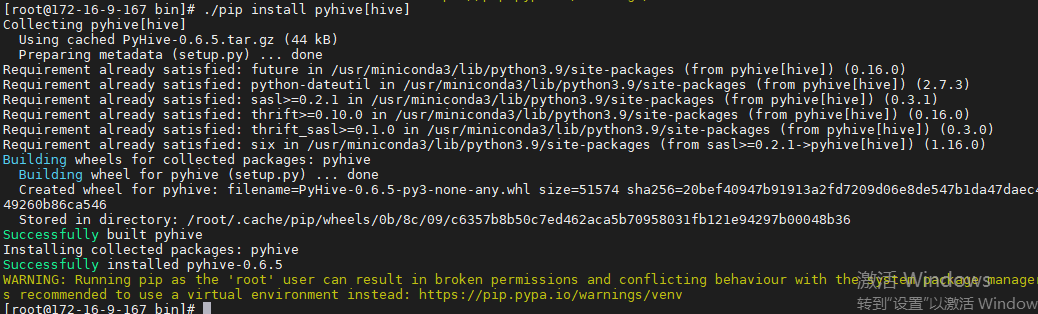 [root@172-16-9-167 bin]# ./pip install pyhive[hive]
Collecting pyhive[hive]
  Using cached PyHive-0.6.5.tar.gz (44 kB)
  Preparing metadata (setup.py) ... done
Requirement already satisfied: future in /usr/miniconda3/lib/python3.9/site-packages (from pyhive[hive]) (0.16.0)
Requirement already satisfied: python-dateutil in /usr/miniconda3/lib/python3.9/site-packages (from pyhive[hive]) (2.7.3)
Requirement already satisfied: sasl>=0.2.1 in /usr/miniconda3/lib/python3.9/site-packages (from pyhive[hive]) (0.3.1)
Requirement already satisfied: thrift>=0.10.0 in /usr/miniconda3/lib/python3.9/site-packages (from pyhive[hive]) (0.16.0)
Requirement already satisfied: thrift_sasl>=0.1.0 in /usr/miniconda3/lib/python3.9/site-packages (from pyhive[hive]) (0.3.0)
Requirement already satisfied: six in /usr/miniconda3/lib/python3.9/site-packages (from sasl>=0.2.1->pyhive[hive]) (1.16.0)
Building wheels for collected packages: pyhive
  Building wheel for pyhive (setup.py) ... done
  Created wheel for pyhive: filename=PyHive-0.6.5-py3-none-any.whl size=51574 sha256=20bef40947b91913a2fd7209d06e8de547b1da47daec4
49260b86ca546
  Stored in directory: /root/.cache/pip/wheels/0b/8c/09/c6357b8b50c7ed462aca5b70958031fb121e94297b00048b36
Successfully built pyhive
Installing collected packages: pyhive
Successfully installed pyhive-0.6.5
WARNING: Running pip as the 'root' user can result in broken permissions and conflicting behaviour with the system package manager
s recommended to use a virtual environment instead: https://pip.pypa.io/warnings/venv
[root@172-16-9-167 bin]#
激活 Windows
转到“设置”以激活 Window